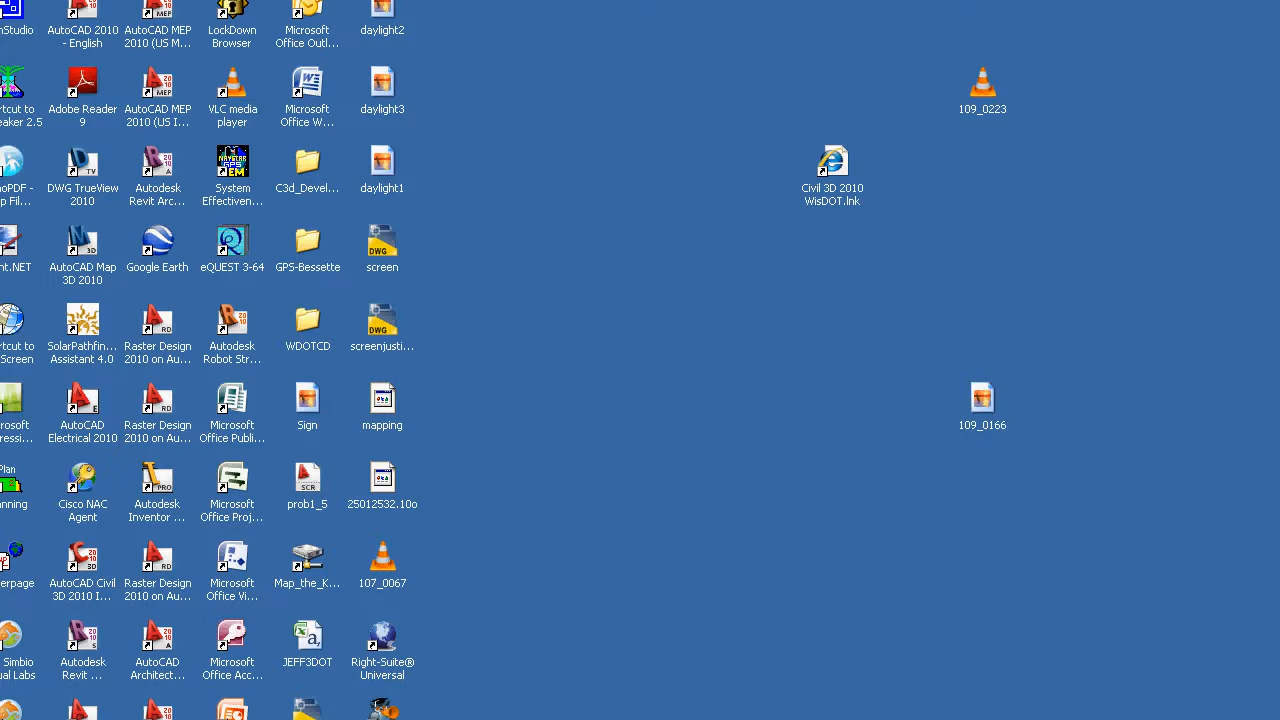 nStudio
AutoCAD 2010
- English
AutoCAD MEP
2010 (US M...
LockDown
Browser
Microsoft
Office Outl...
daylight2
rtcut to
eaker 2.5
Adobe Reader
9
AutoCAD MEP
2010 (US I...
VLC media
player
Microsoft
Office W...
daylight3
109_0223
oPDF -
p Fil...
DWG TrueView
2010
Autodesk
Revit Arc...
System
Effectiven...
C3d_Devel...
daylight1
Civil 3D 2010
WisDOT.lnk
nt.NET
AutoCAD Map
3D 2010
Google Earth
eQUEST 3-64
GPS-Bessette
screen
rtcut to
Screen
SolarPathfin...
Assistant 4.0
Raster Design
2010 on Au...
Autodesk
Robot Str...
WDOTCD
screenjusti...
rosoft
ressi...
AutoCAD
Electrical 2010
Raster Design
2010 on Au...
Microsoft
Office Publi...
Sign
mapping
109_0166
Plan
nning
Cisco NAC
Agent
Autodesk
Inventor ...
Microsoft
Office Proj...
prob1_5
25012532.10o
erpage
AutoCAD Civil
3D 2010 I...
Raster Design
2010 on Au...
Microsoft
Office Vi...
Map_the_K...
107_0067
Simbio
ual Labs
Autodesk
Revit ...
AutoCAD
Architect...
Microsoft
Office Acc...
JEFF3DOT
Right-Suite®
Universal